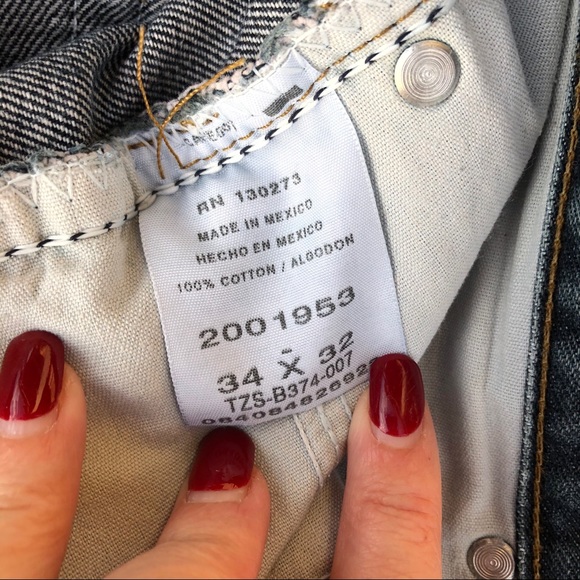 RN 130273
MADE IN MEXICO
HECHO EN MEXICO
100% COTTON / ALGODON
2001953
34 X 32
TZS-B374-007